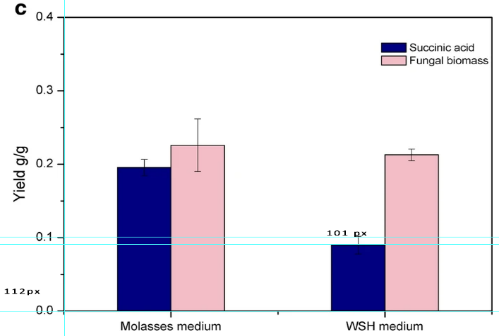 c
0.4
Succinic acid
Fungal biomass
0.3
Yield g/g
0.2
0.1
101 px
112px
0.0
Molasses medium WSH medium